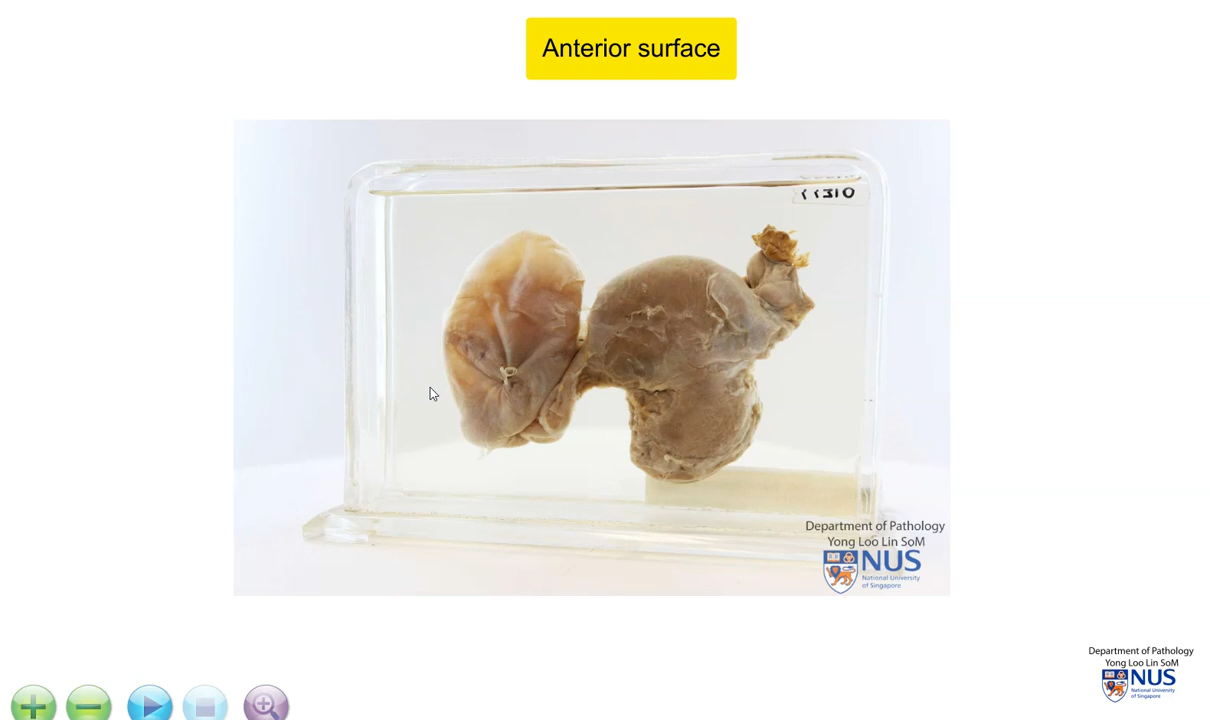 Anterior surface
Department of Pathology
Yong Loo Lin SoM
NUS
National University
of Singapore
Department of Pathology
Yong Loo Lin SoM
NUS
National University
of Singapore